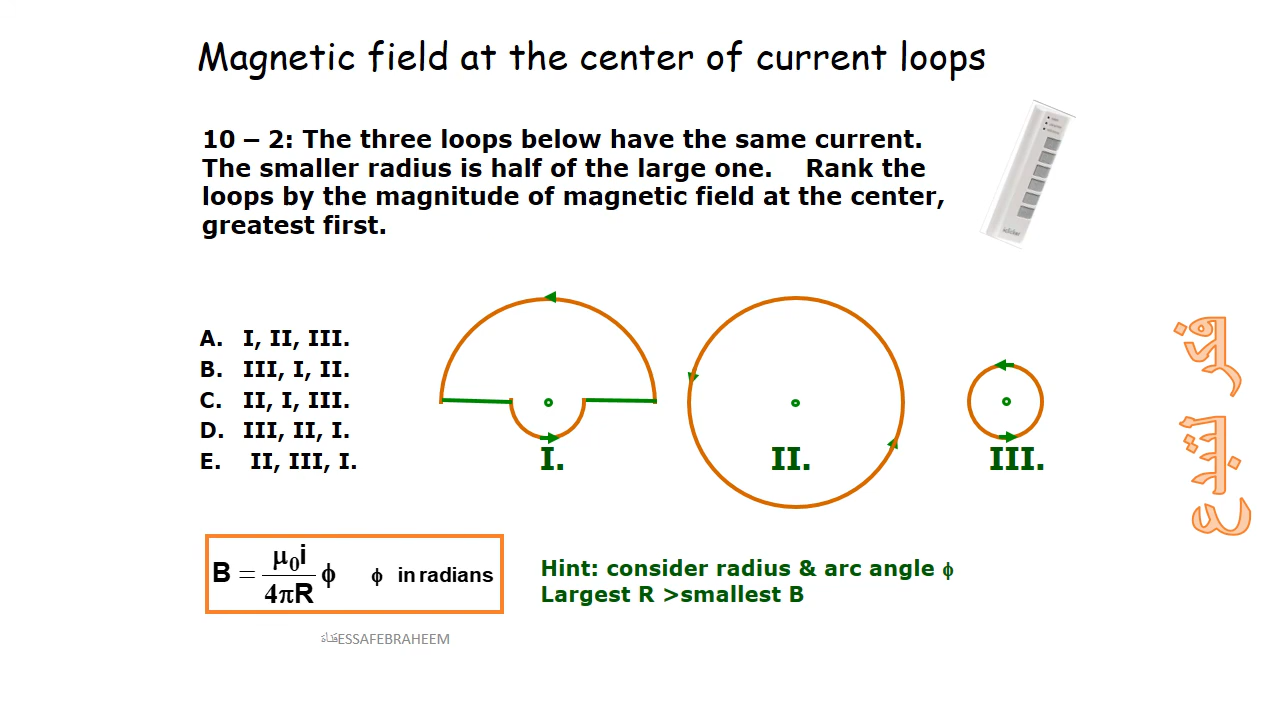 Magnetic field at the center of current loops
10 – 2: The three loops below have the same current.
The smaller radius is half of the large one. Rank the
loops by the magnitude of magnetic field at the center,
greatest first.
A. I, II, III.
B. III, I, II.
C. II, I, III.
D. III, II, I.
E. II, III, I.
I.
II.
III.
B = μ₀i / 4πR ϕ ϕ in radians
Hint: consider radius & arc angle ϕ
Largest R >smallest B
ESSAFEBRAHEEM